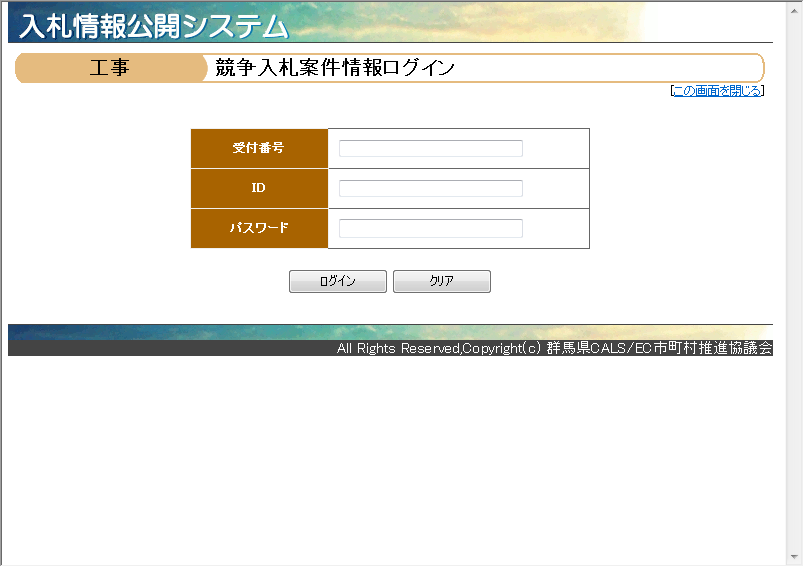 入札情報公開システム
工事 競争入札案件情報ログイン
[この画面を閉じる]
受付番号
ID
パスワード
ログイン クリア
All Rights Reserved,Copyright(c) 群馬県CALS/EC市町村推進協議会